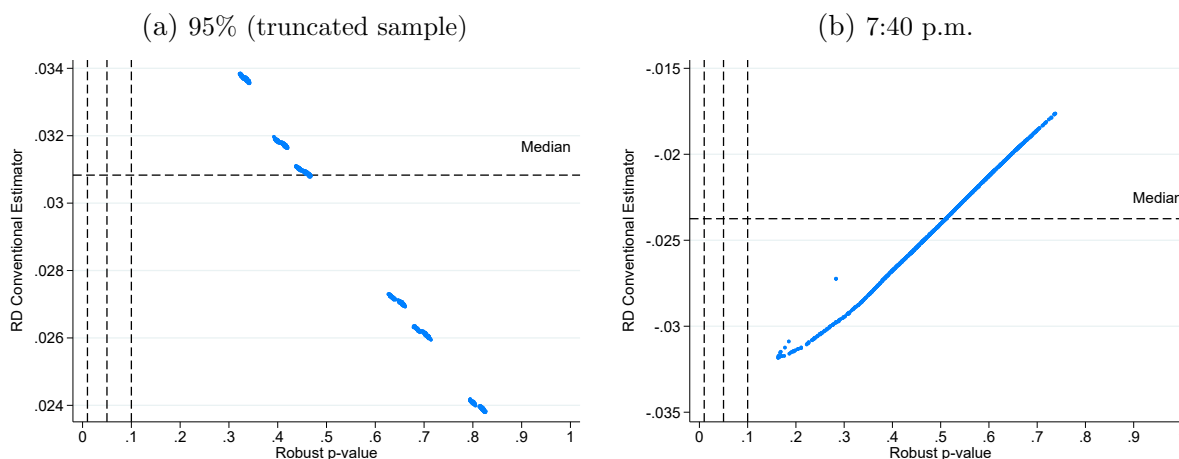 (a) 95% (truncated sample)
RD Conventional Estimator
.034
.032
.03
.028
.026
.024
Median
0 .1 .2 .3 .4 .5 .6 .7 .8 .9 1
Robust p-value
(b) 7:40 p.m.
RD Conventional Estimator
-.015
-.02
-.025
-.03
-.035
Median
0 .1 .2 .3 .4 .5 .6 .7 .8 .9
Robust p-value